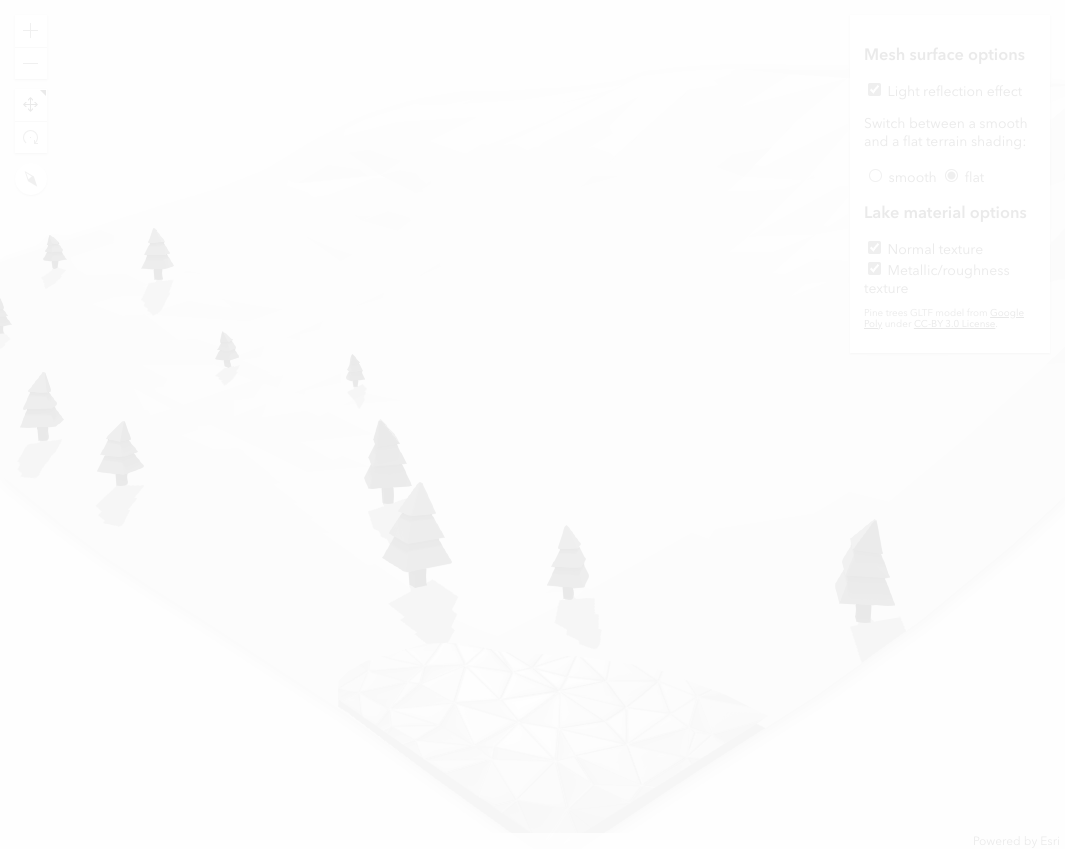 Mesh surface options
Light reflection effect
Switch between a smooth
and a flat terrain shading:
smooth flat
Lake material options
Normal texture
Metallic/roughness
texture
Pine trees GLTF model from Google
Poly under CC-BY 3.0 License
Powered by Esri